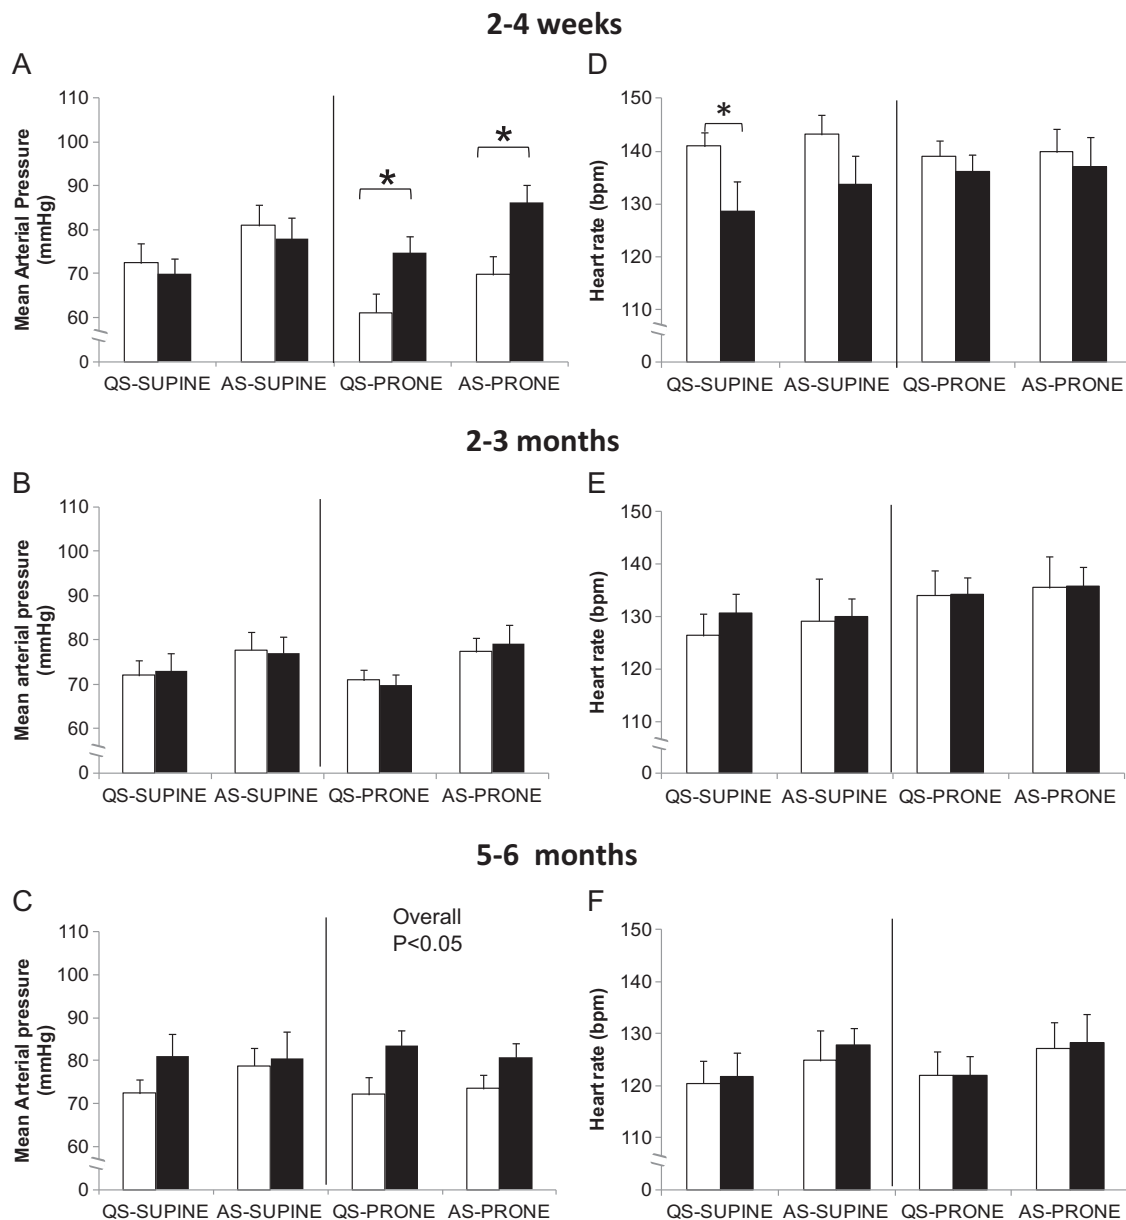 2-4 weeks
A
Mean Arterial Pressure
(mmHg)
110
100
90
80
70
60
0
*
*
QS-SUPINE AS-SUPINE QS-PRONE AS-PRONE
D
Heart rate (bpm)
150
140
130
120
110
0
*
QS-SUPINE AS-SUPINE QS-PRONE AS-PRONE
2-3 months
B
Mean arterial pressure
(mmHg)
110
100
90
80
70
60
0
QS-SUPINE AS-SUPINE QS-PRONE AS-PRONE
E
Heart rate (bpm)
150
140
130
120
110
0
QS-SUPINE AS-SUPINE QS-PRONE AS-PRONE
5-6 months
C
Mean Arterial pressure
(mmHg)
110
100
90
80
70
60
0
Overall
P<0.05
QS-SUPINE AS-SUPINE QS-PRONE AS-PRONE
F
Heart rate (bpm)
150
140
130
120
110
0
QS-SUPINE AS-SUPINE QS-PRONE AS-PRONE